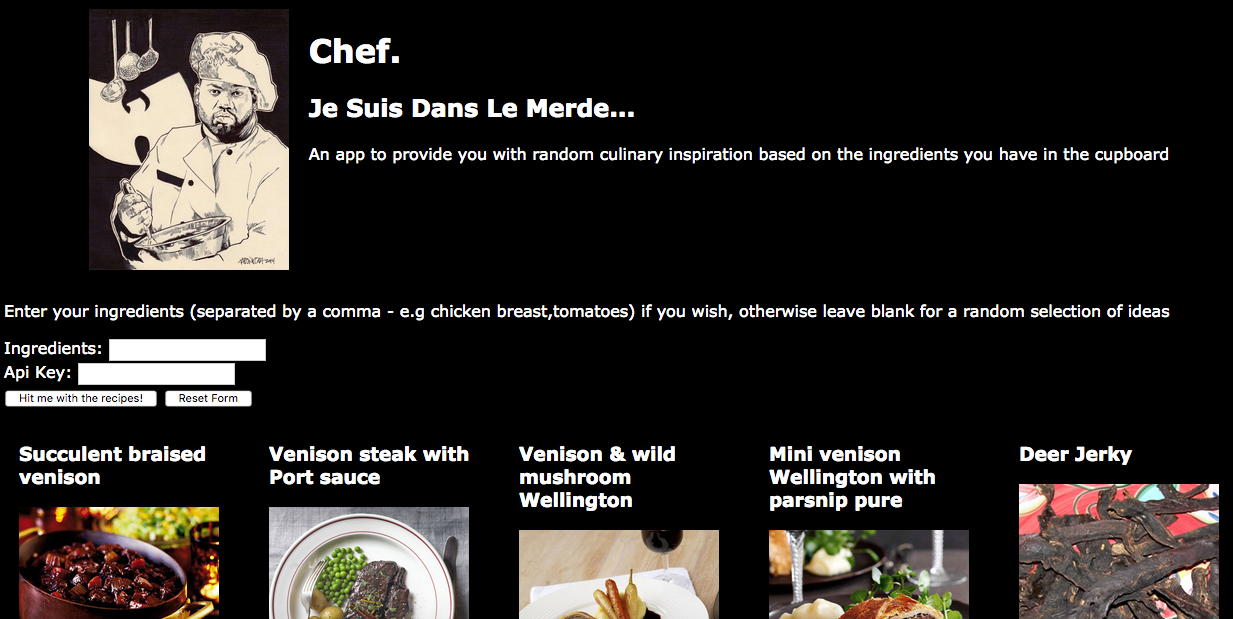 Chef.
Je Suis Dans Le Merde...
An app to provide you with random culinary inspiration based on the ingredients you have in the cupboard
Enter your ingredients (separated by a comma - e.g chicken breast,tomatoes) if you wish, otherwise leave blank for a random selection of ideas
Ingredients:
Api Key:
Hit me with the recipes! Reset Form
Succulent braised
venison
Venison steak with
Port sauce
Venison & wild
mushroom
Wellington
Mini venison
Wellington with
parsnip pure
Deer Jerky